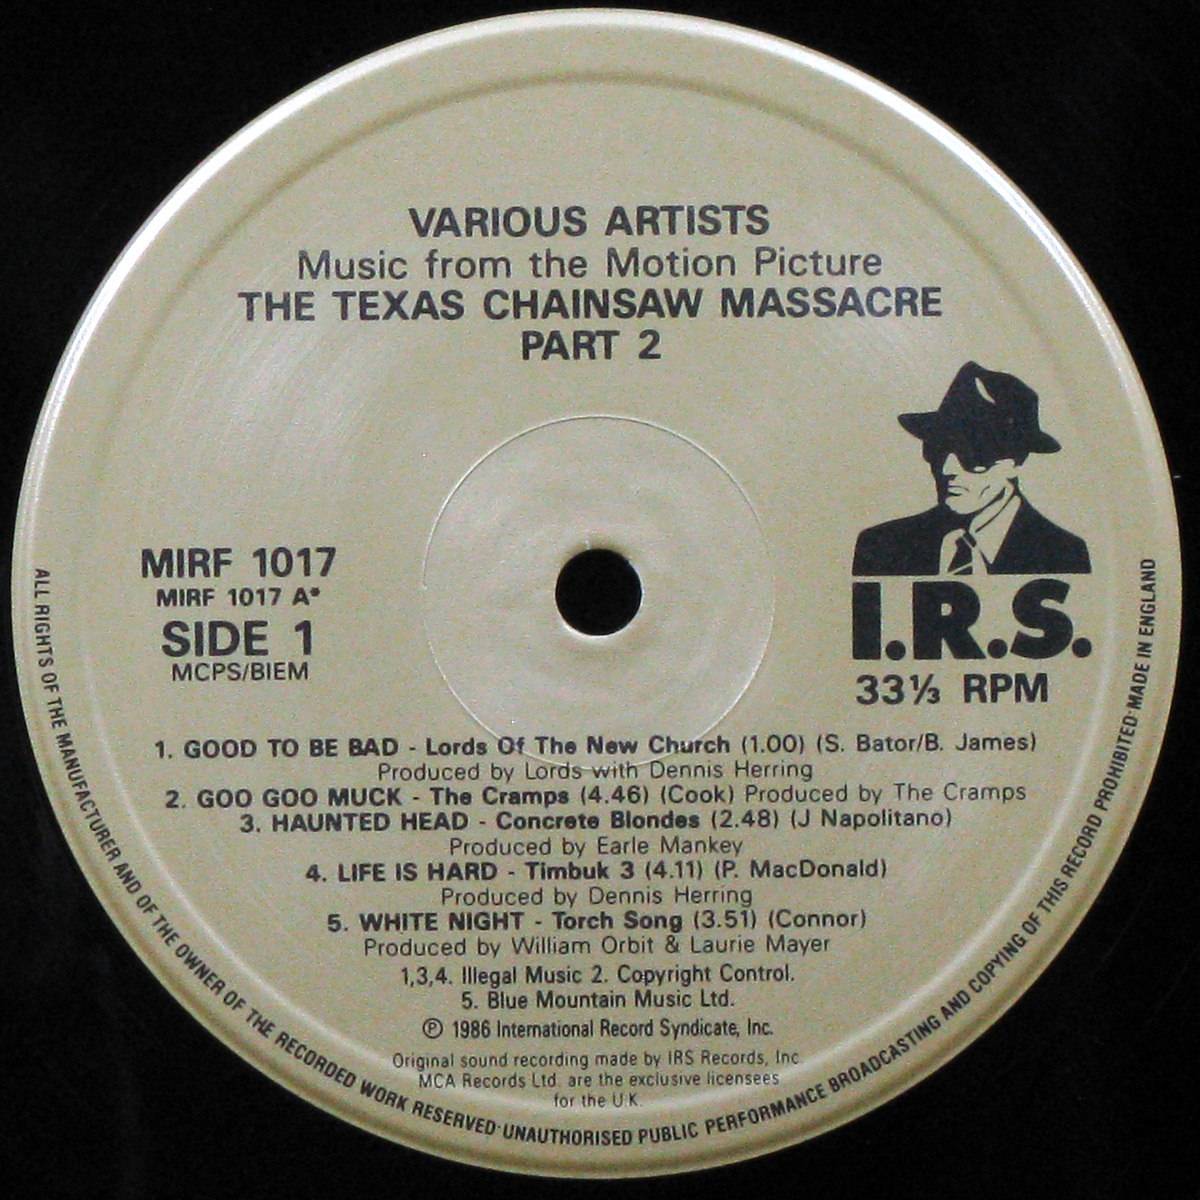 VARIOUS ARTISTS
Music from the Motion Picture
THE TEXAS CHAINSAW MASSACRE
PART 2
MIRF 1017
MIRF 1017 A*
SIDE 1
MCPS/BIEM
I.R.S.
33⅓ RPM
1. GOOD TO BE BAD - Lords Of The New Church (1.00) (S. Bator/B. James)
Produced by Lords with Dennis Herring
2. GOO GOO MUCK - The Cramps (4.46) (Cook) Produced by The Cramps
3. HAUNTED HEAD - Concrete Blondes (2.48) (J Napolitano)
Produced by Earle Mankey
4. LIFE IS HARD - Timbuk 3 (4.11) (P. MacDonald)
Produced by Dennis Herring
5. WHITE NIGHT - Torch Song (3.51) (Connor)
Produced by William Orbit & Laurie Mayer
1,3,4. Illegal Music 2. Copyright Control.
5. Blue Mountain Music Ltd.
℗ 1986 International Record Syndicate, Inc.
Original sound recording made by IRS Records, Inc
MCA Records Ltd. are the exclusive licensees
for the U.K.
ALL RIGHTS OF THE MANUFACTURER AND OF THE OWNER OF THE RECORDED WORK RESERVED·UNAUTHORISED PUBLIC PERFORMANCE BROADCASTING AND COPYING OF THIS RECORD PROHIBITED·MADE IN ENGLAND